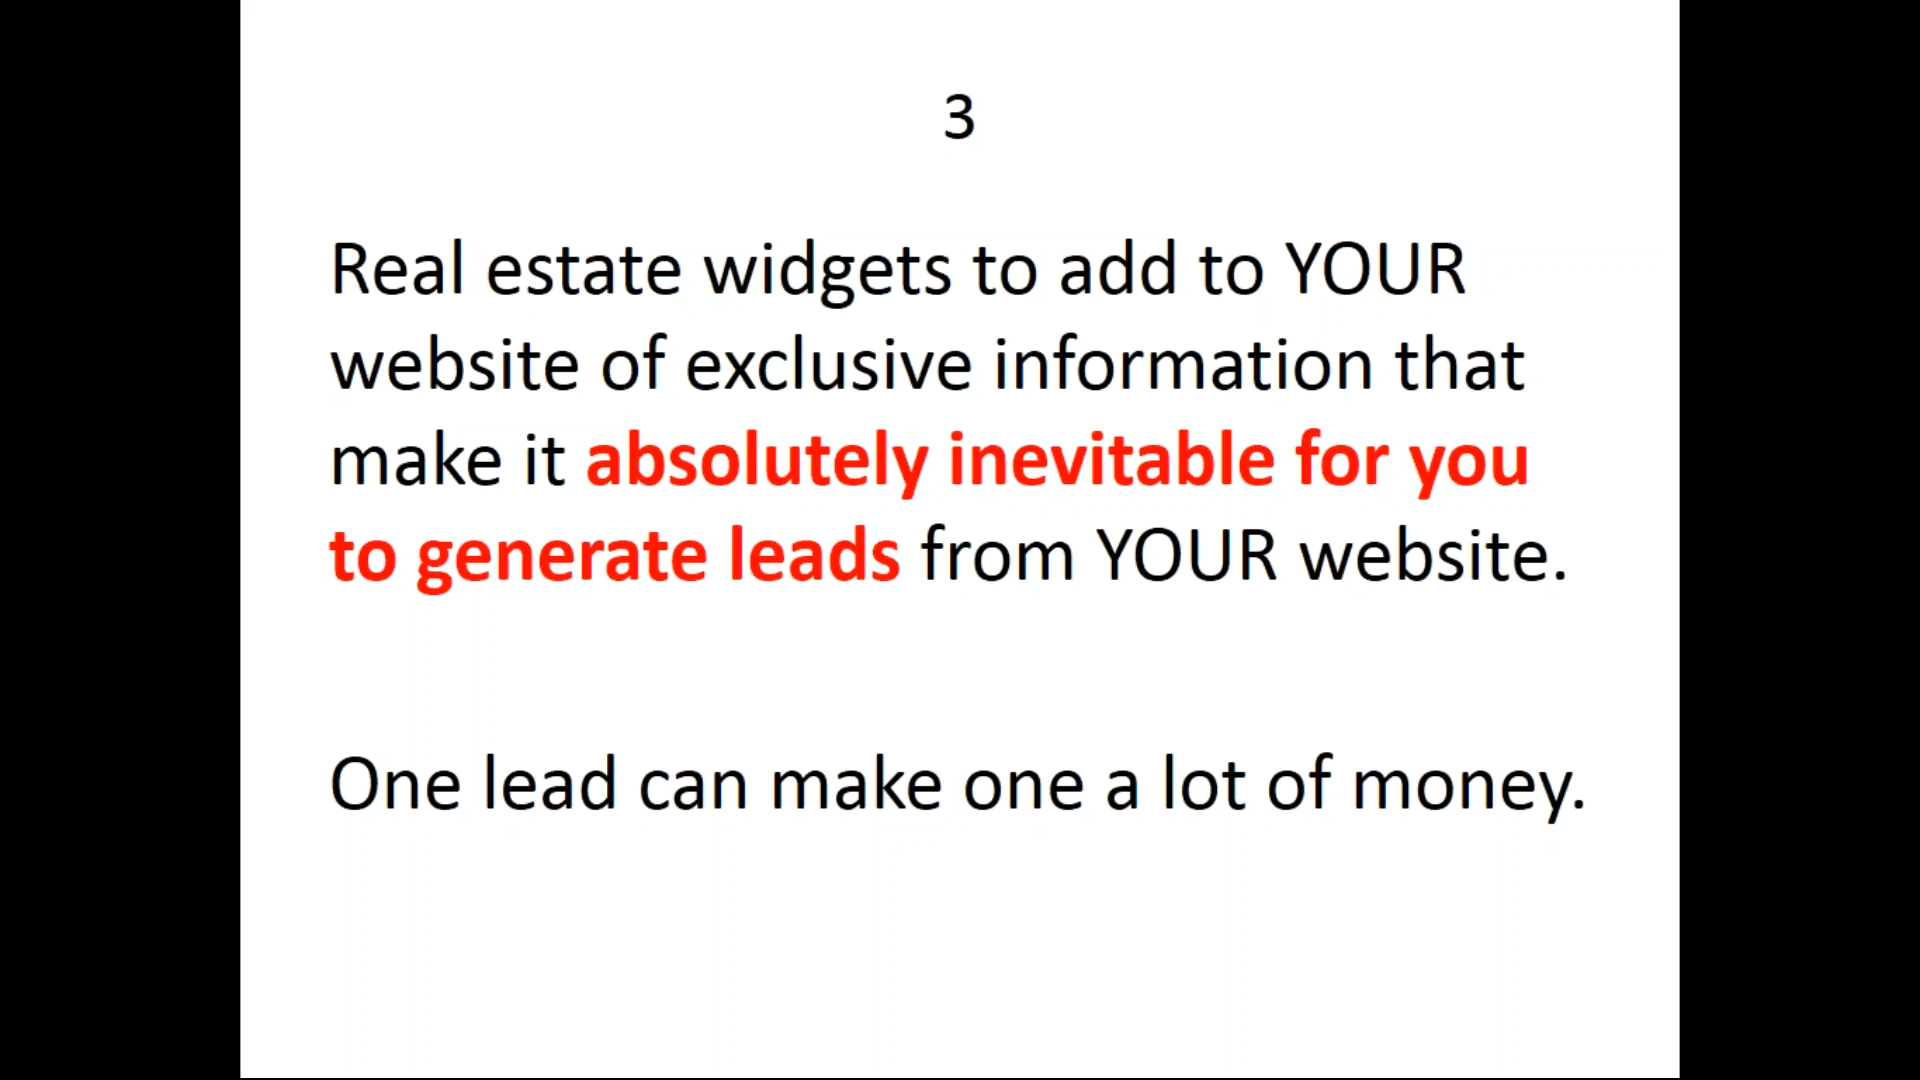 3
Real estate widgets to add to YOUR
website of exclusive information that
make it absolutely inevitable for you
to generate leads from YOUR website.
One lead can make one a lot of money.